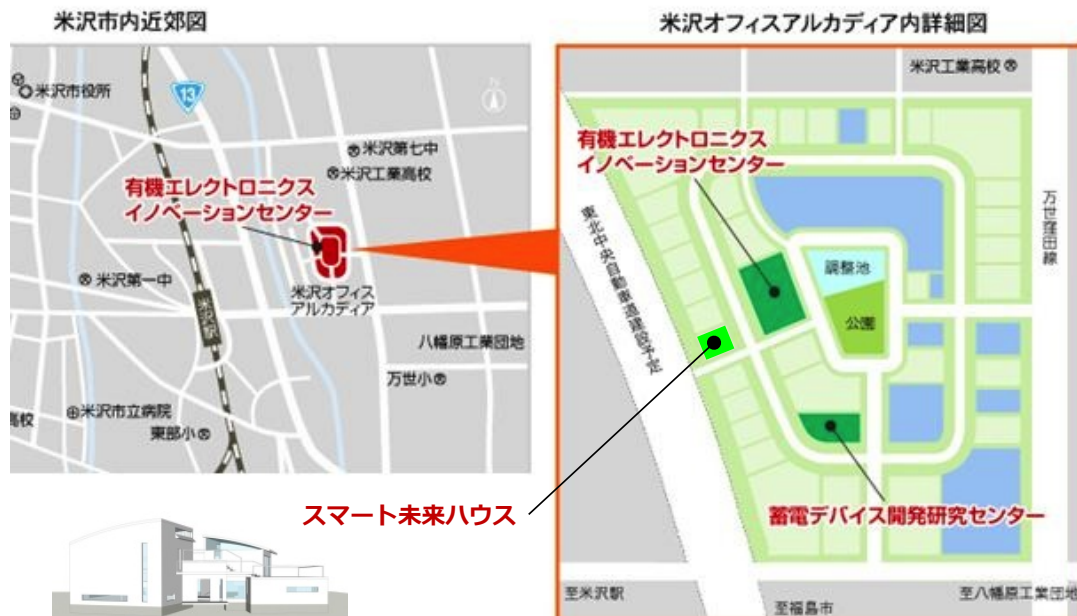 米沢市内近郊図
米沢オフィスアルカディア内詳細図
米沢市役所
13
N
米沢第七中
米沢工業高校
有機エレクトロニクス
イノベーションセンター
米沢第一中
米沢駅
米沢オフィス
アルカディア
八幡原工業団地
万世小
米沢市立病院
高校
東部小
米沢工業高校
有機エレクトロニクス
イノベーションセンター
万世窪田線
東北中央自動車道建設予定
調整池
公園
スマート未来ハウス
蓄電デバイス開発研究センター
至米沢駅
至福島市
至八幡原工業団地